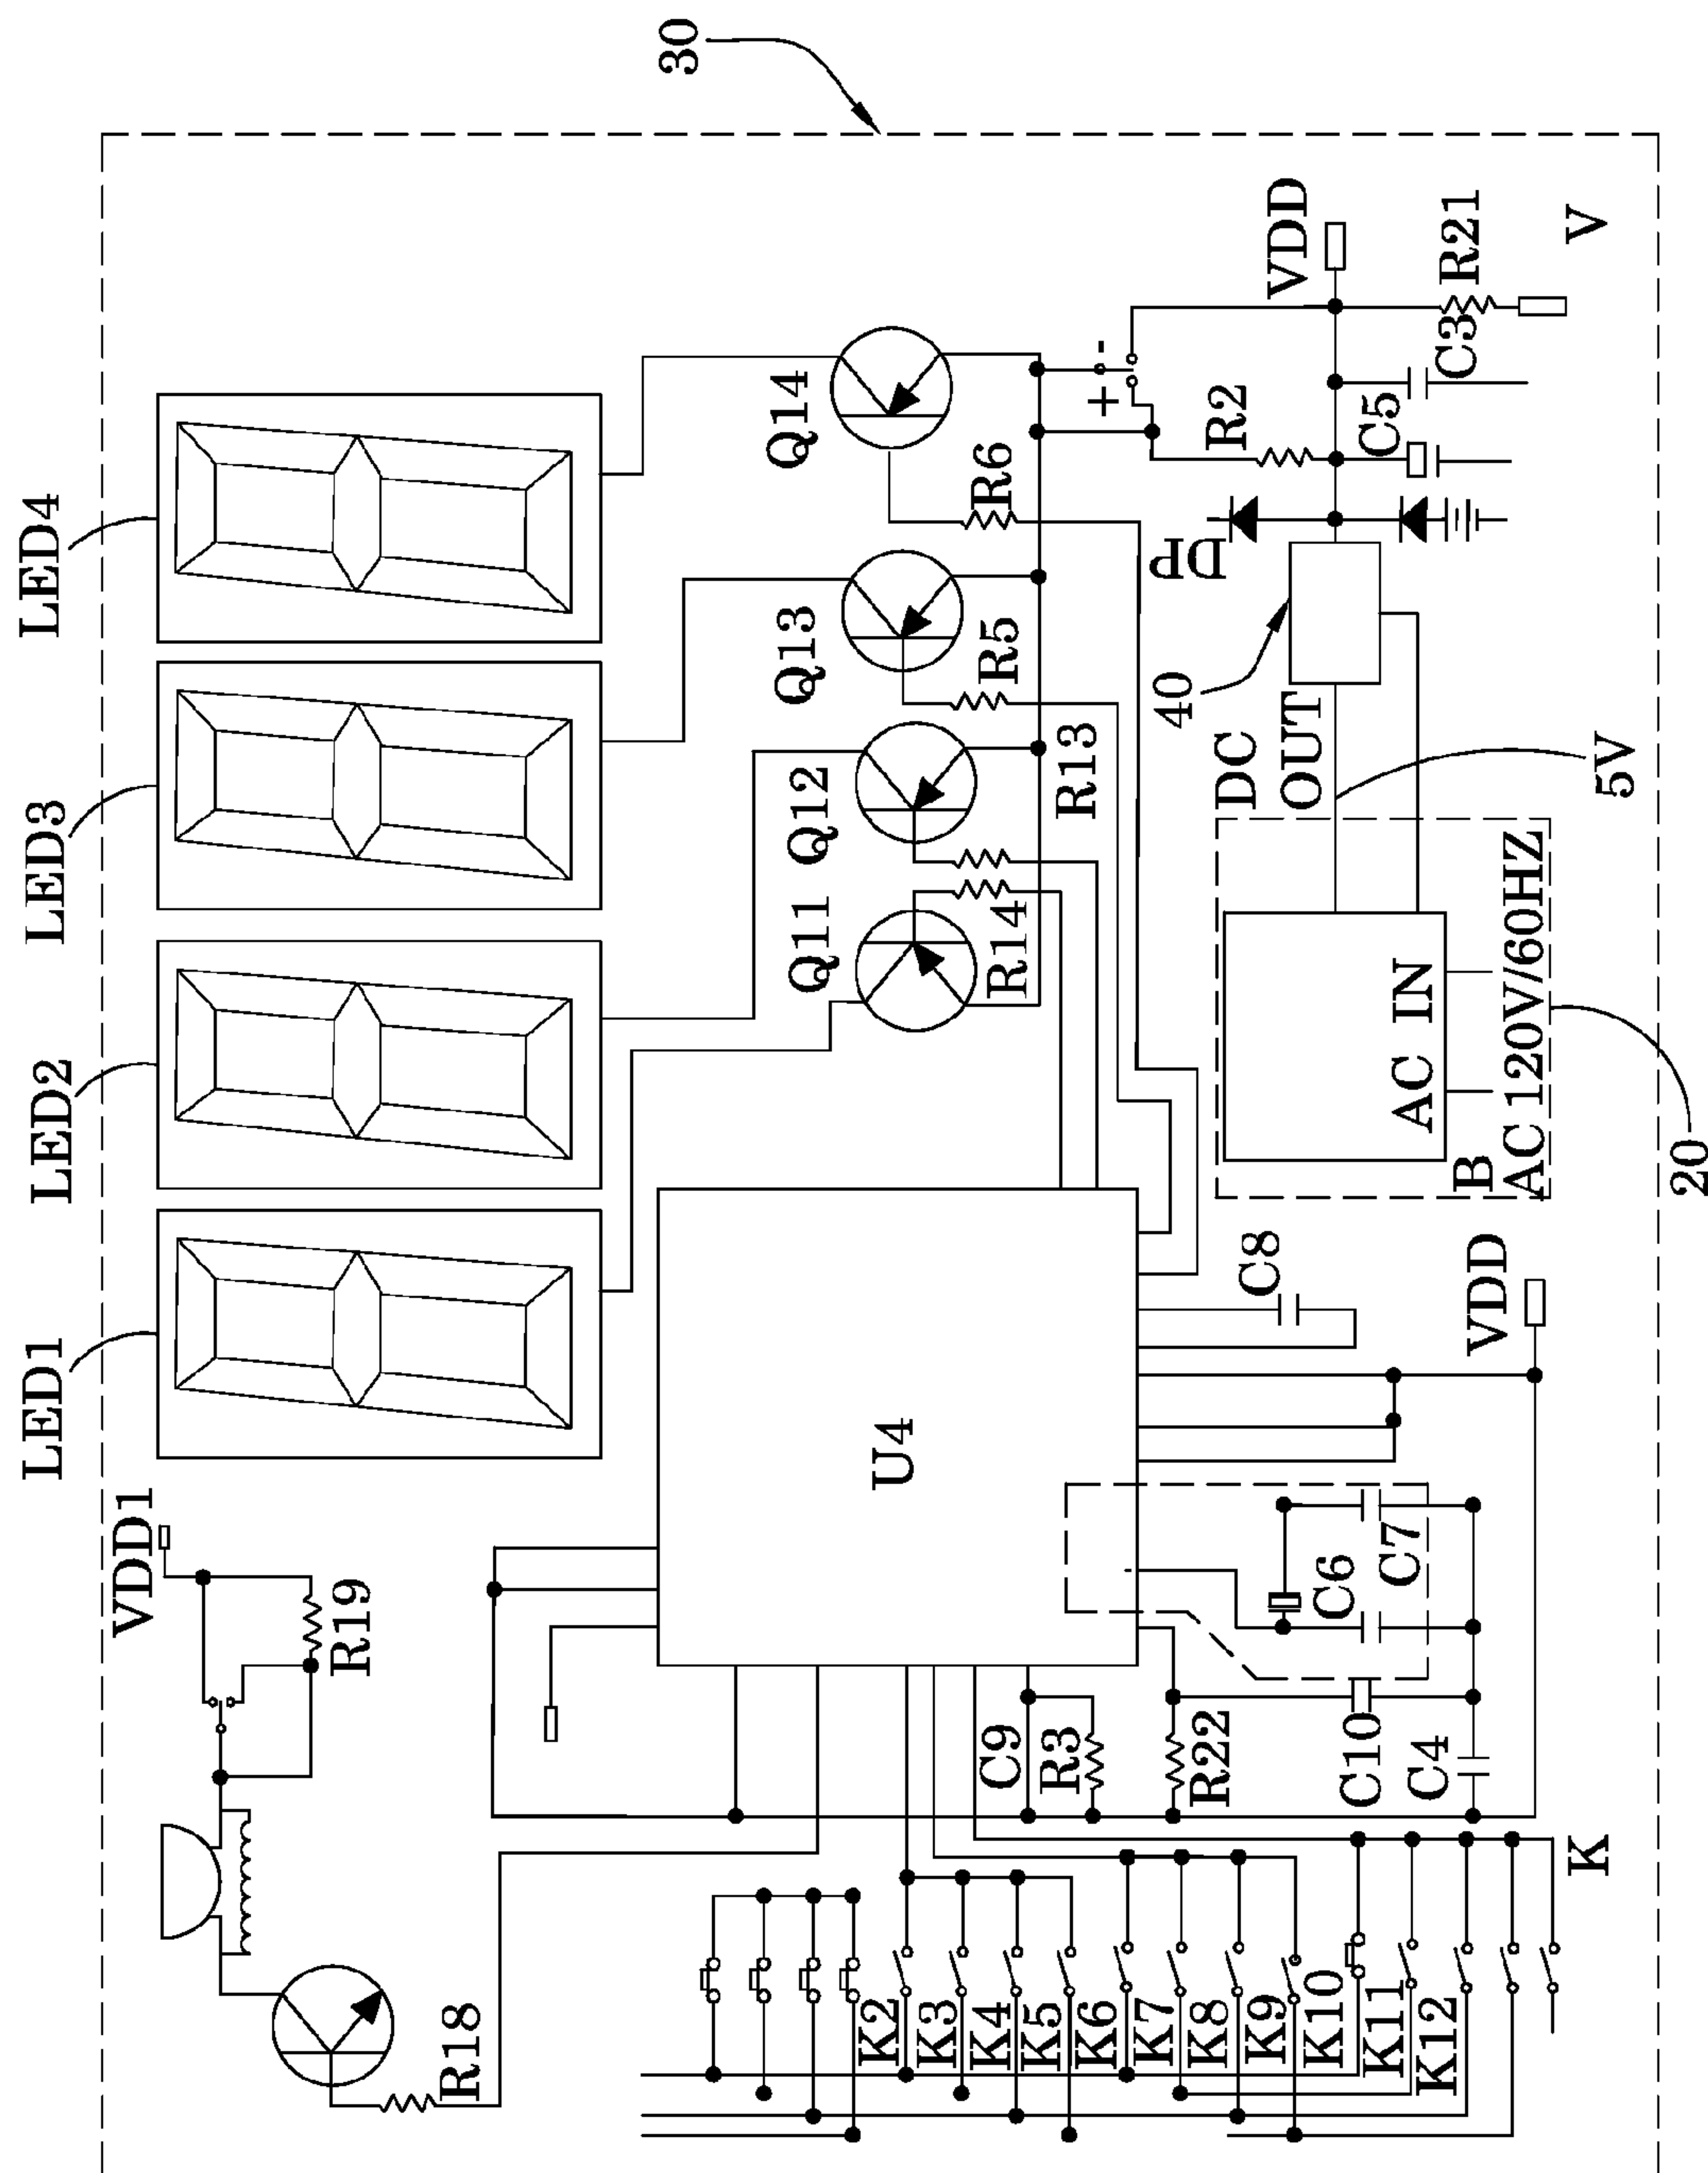 30
LED1
LED2
LED3
LED4
VDD1
R19
R18
U4
Q11
Q12
Q13
Q14
R14
R13
R5
R6
+
-
R2
VDD
R21
V
C3
C5
DP
40
DC
OUT
5V
AC IN
B
AC 120V/60HZ
20
C8
VDD
C6
C7
C9
R3
R22
C10
C4
K
K2
K3
K4
K5
K6
K7
K8
K9
K10
K11
K12